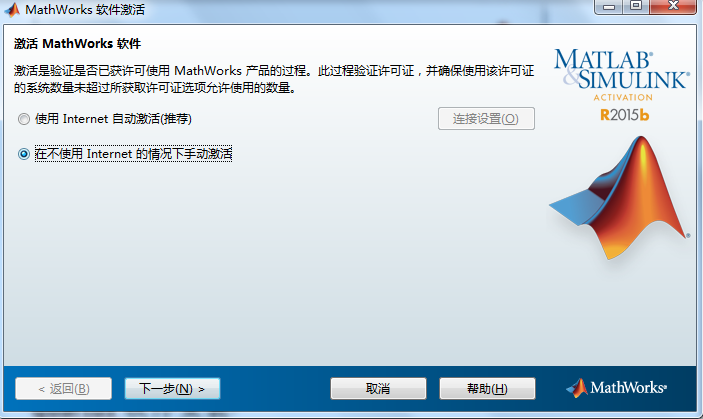 MathWorks 软件激活
激活 MathWorks 软件
激活是验证是否已获许可使用 MathWorks 产品的过程。此过程验证许可证，并确保使用该许可证
的系统数量未超过所获取许可证选项允许使用的数量。
使用 Internet 自动激活(推荐)
连接设置(O)
在不使用 Internet 的情况下手动激活
MATLAB®
&SIMULINK®
ACTIVATION
R2015b
®
< 返回(B)
下一步(N) >
取消
帮助(H)
MathWorks®